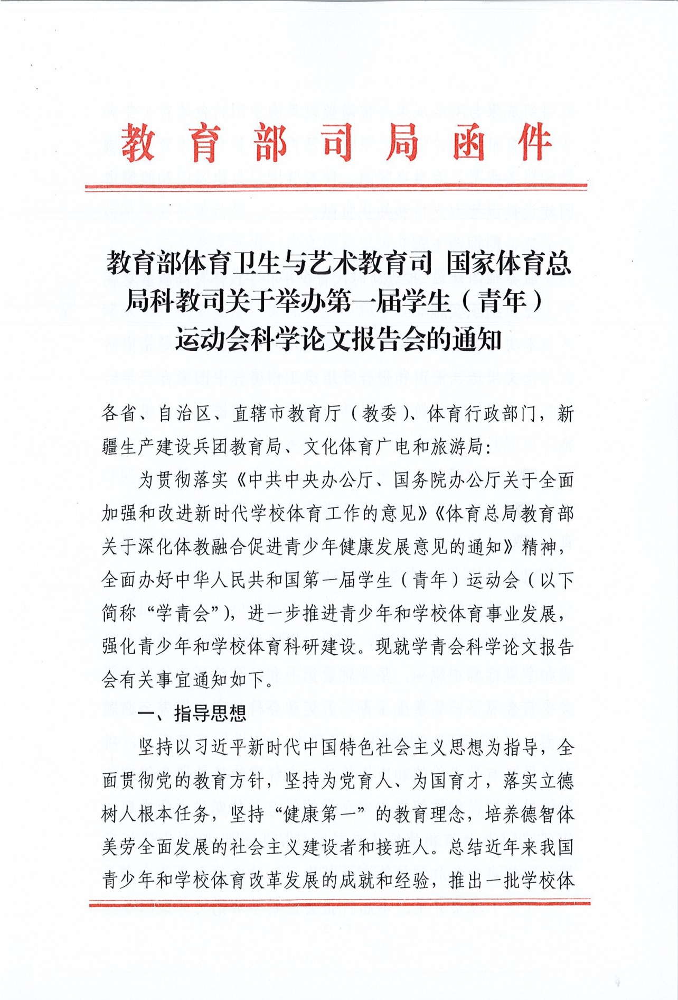 教育部司局函件
教育部体育卫生与艺术教育司 国家体育总
局科教司关于举办第一届学生（青年）
运动会科学论文报告会的通知
各省、自治区、直辖市教育厅（教委）、体育行政部门，新
疆生产建设兵团教育局、文化体育广电和旅游局：
为贯彻落实《中共中央办公厅、国务院办公厅关于全面
加强和改进新时代学校体育工作的意见》《体育总局教育部
关于深化体教融合促进青少年健康发展意见的通知》精神，
全面办好中华人民共和国第一届学生（青年）运动会（以下
简称“学青会”），进一步推进青少年和学校体育事业发展，
强化青少年和学校体育科研建设。现就学青会科学论文报告
会有关事宜通知如下。
一、指导思想
坚持以习近平新时代中国特色社会主义思想为指导，全
面贯彻党的教育方针，坚持为党育人、为国育才，落实立德
树人根本任务，坚持“健康第一”的教育理念，培养德智体
美劳全面发展的社会主义建设者和接班人。总结近年来我国
青少年和学校体育改革发展的成就和经验，推出一批学校体